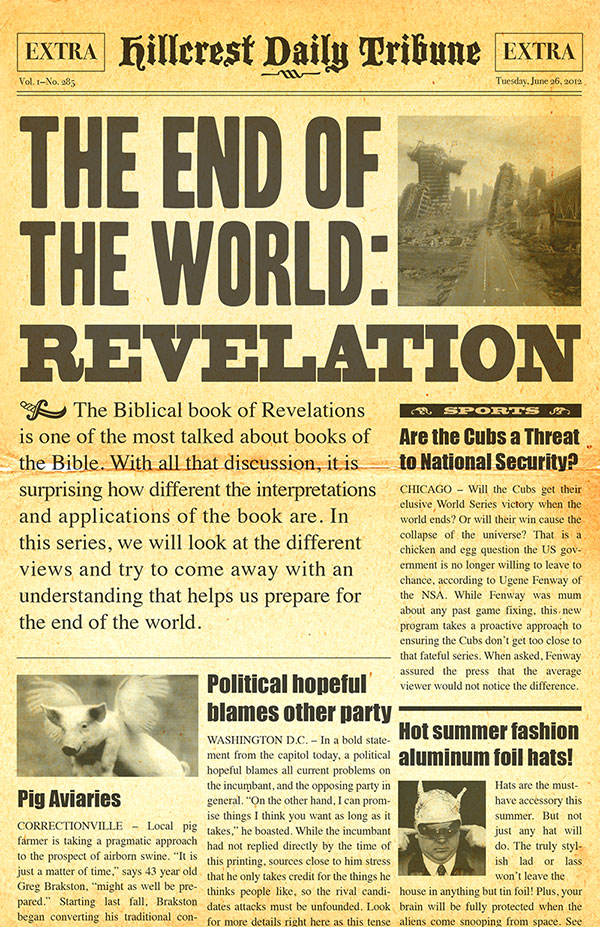 EXTRA
Hillcrest Daily Tribune
EXTRA
Vol. 1–No. 285
Tuesday, June 26, 2012
THE END OF
THE WORLD:
REVELATION
The Biblical book of Revelations
is one of the most talked about books of
the Bible. With all that discussion, it is
surprising how different the interpretations
and applications of the book are. In
this series, we will look at the different
views and try to come away with an
understanding that helps us prepare for
the end of the world.
SPORTS
Are the Cubs a Threat
to National Security?
CHICAGO – Will the Cubs get their
elusive World Series victory when the
world ends? Or will their win cause the
collapse of the universe? That is a
chicken and egg question the US gov-
ernment is no longer willing to leave to
chance, according to Ugene Fenway of
the NSA. While Fenway was mum
about any past game fixing, this new
program takes a proactive approach to
ensuring the Cubs don't get too close to
that fateful series. When asked, Fenway
assured the press that the average
viewer would not notice the difference.
Pig Aviaries
CORRECTIONVILLE – Local pig
farmer is taking a pragmatic approach
to the prospect of airborn swine. "It is
just a matter of time," says 43 year old
Greg Brakston, "might as well be pre-
pared." Starting last fall, Brakston
began converting his traditional con-
Political hopeful
blames other party
WASHINGTON D.C. – In a bold state-
ment from the capitol today, a political
hopeful blames all current problems on
the incumbant, and the opposing party in
general. "On the other hand, I can prom-
ise things I think you want as long as it
takes," he boasted. While the incumbant
had not replied directly by the time of
this printing, sources close to him stress
that he only takes credit for the things he
thinks people like, so the rival candi-
dates attacks must be unfounded. Look
for more details right here as this tense
Hot summer fashion
aluminum foil hats!
Hats are the must-
have accessory this
summer. But not
just any hat will
do. The truly styl-
ish lad or lass
won't leave the
house in anything but tin foil! Plus, your
brain will be fully protected when the
aliens come snooping from space. See